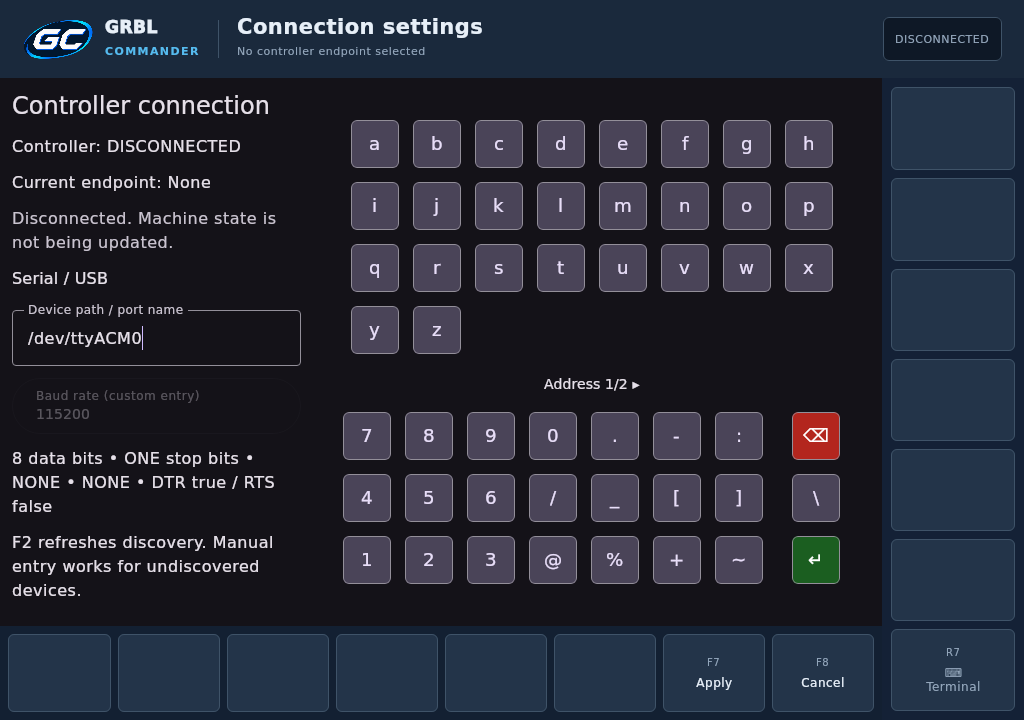 GC
GRBL
COMMANDER
Connection settings
No controller endpoint selected
DISCONNECTED
Controller connection
Controller: DISCONNECTED
Current endpoint: None
Disconnected. Machine state is
not being updated.
Serial / USB
Device path / port name
/dev/ttyACM0
Baud rate (custom entry)
115200
8 data bits • ONE stop bits •
NONE • NONE • DTR true / RTS
false
F2 refreshes discovery. Manual
entry works for undiscovered
devices.
a b c d e f g h
i j k l m n o p
q r s t u v w x
y z
Address 1/2 ▸
7 8 9 0 . - : ⌫
4 5 6 / _ [ ] \
1 2 3 @ % + ~ ↵
F7
Apply
F8
Cancel
R7
⌨
Terminal